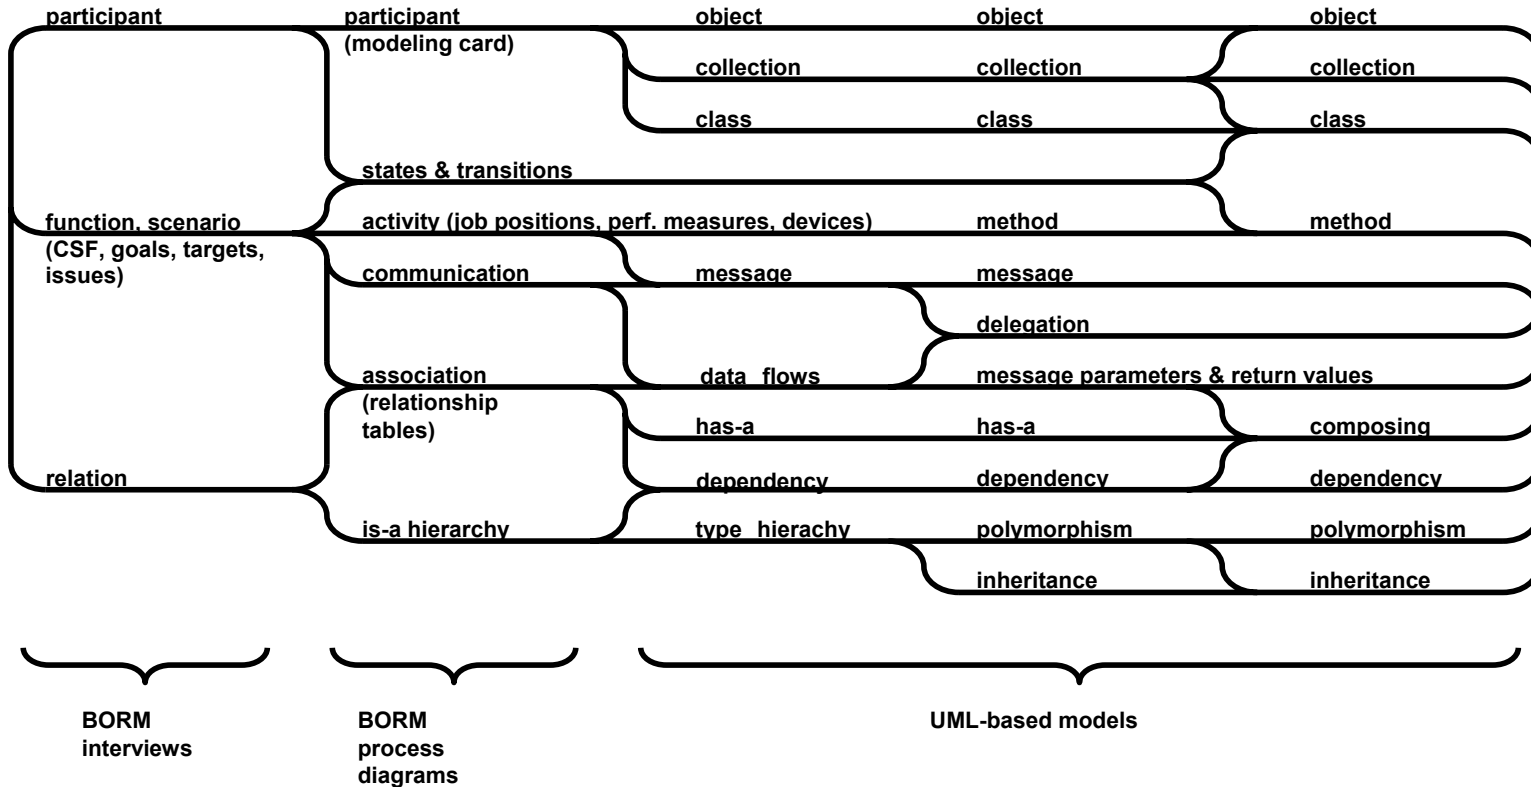 participant
participant
(modeling card)
object
object
object
collection
collection
collection
class
class
class
states & transitions
function, scenario
(CSF, goals, targets,
issues)
activity (job positions, perf. measures, devices)
method
method
communication
message
message
delegation
association
(relationship
tables)
data flows
message parameters & return values
has-a
has-a
composing
relation
dependency
dependency
dependency
is-a hierarchy
type hierachy
polymorphism
polymorphism
inheritance
inheritance
BORM
interviews
BORM
process
diagrams
UML-based models